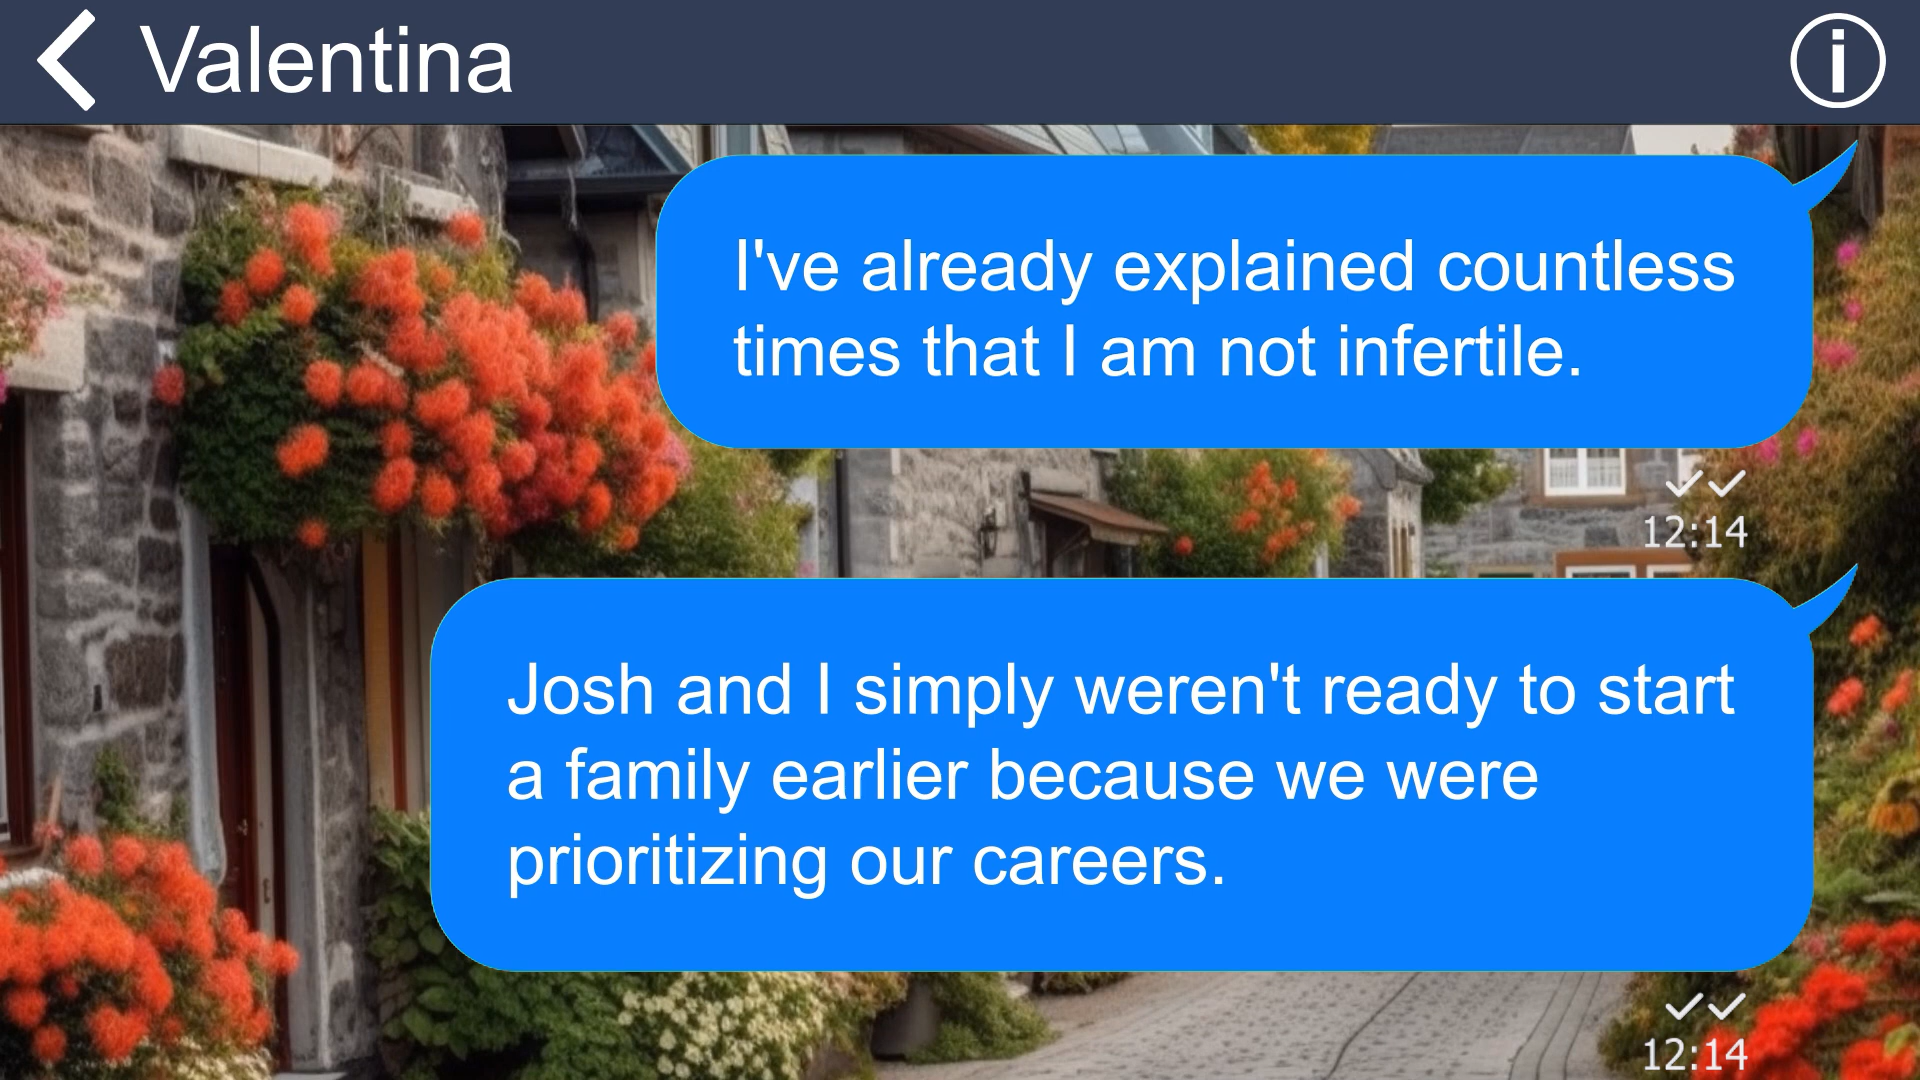 Valentina
I've already explained countless
times that I am not infertile.
12:14
Josh and I simply weren't ready to start
a family earlier because we were
prioritizing our careers.
12:14